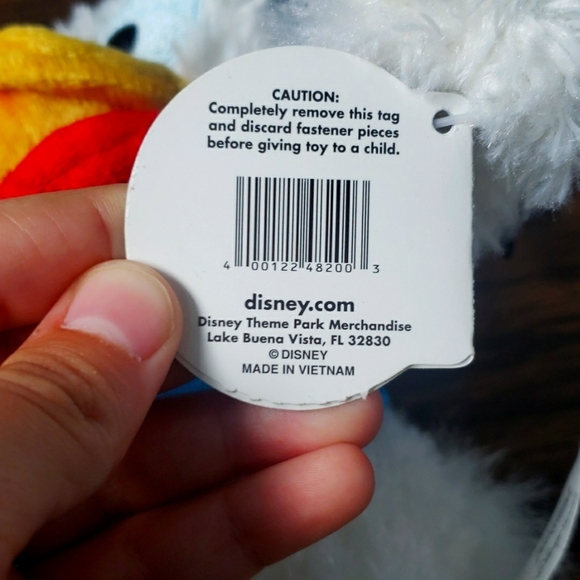 CAUTION:
Completely remove this tag
and discard fastener pieces
before giving toy to a child.
4 00122 48200 3
disney.com
Disney Theme Park Merchandise
Lake Buena Vista, FL 32830
© DISNEY
MADE IN VIETNAM